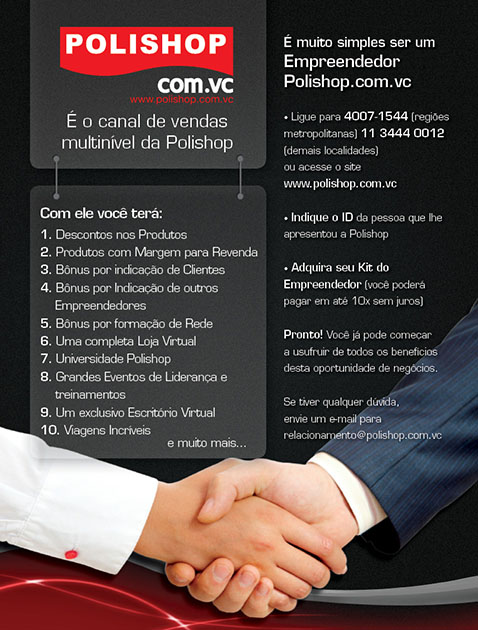 POLISHOP
com.vc
www.polishop.com.vc
É o canal de vendas
multinível da Polishop
Com ele você terá:
1. Descontos nos Produtos
2. Produtos com Margem para Revenda
3. Bônus por indicação de Clientes
4. Bônus por Indicação de outros
Empreendedores
5. Bônus por formação de Rede
6. Uma completa Loja Virtual
7. Universidade Polishop
8. Grandes Eventos de Liderança e
treinamentos
9. Um exclusivo Escritório Virtual
10. Viagens Incríveis
e muito mais...
É muito simples ser um
Empreendedor
Polishop.com.vc
• Ligue para 4007-1544 (regiões
metropolitanas) 11 3444 0012
(demais localidades)
ou acesse o site
www.polishop.com.vc
• Indique o ID da pessoa que lhe
apresentou a Polishop
• Adquira seu Kit do
Empreendedor (você poderá
pagar em até 10x sem juros)
Pronto! Você já pode começar
a usufruir de todos os benefícios
desta oportunidade de negócios.
Se tiver qualquer dúvida,
envie um e-mail para
relacionamento@polishop.com.vc